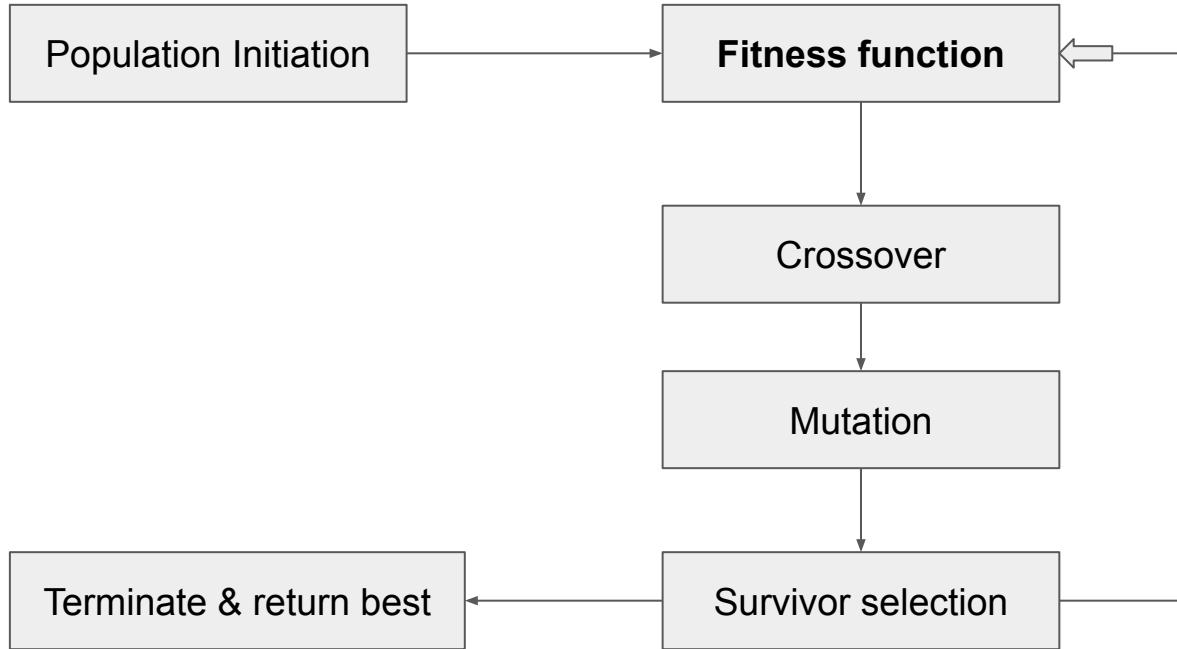 Population Initiation
Fitness function
Crossover
Mutation
Terminate & return best
Survivor selection